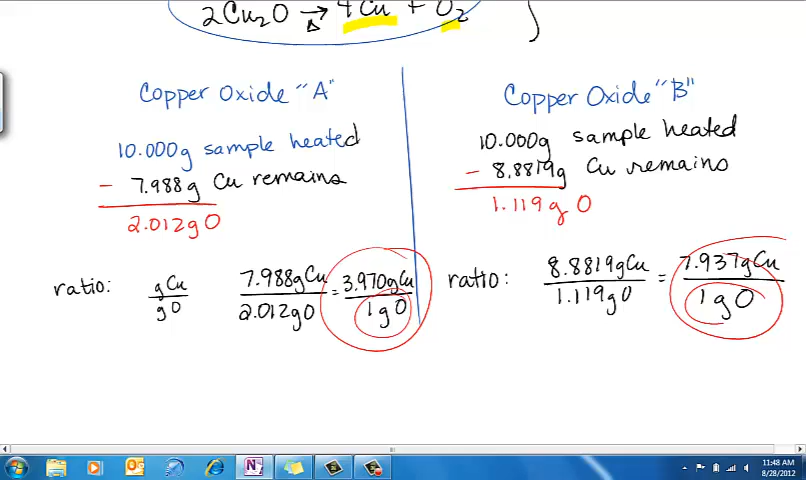 2Cu₂O → 4Cu + O₂
Δ
Copper Oxide "A"
10.000g sample heated
- 7.988g Cu remains
2.012g O
ratio: gCu/gO 7.988gCu/2.012gO = 3.970gCu/1gO
Copper Oxide "B"
10.000g sample heated
- 8.8819g Cu remains
1.119g O
ratio: 8.8819gCu/1.119gO = 7.937gCu/1gO
11:48 AM
8/28/2012